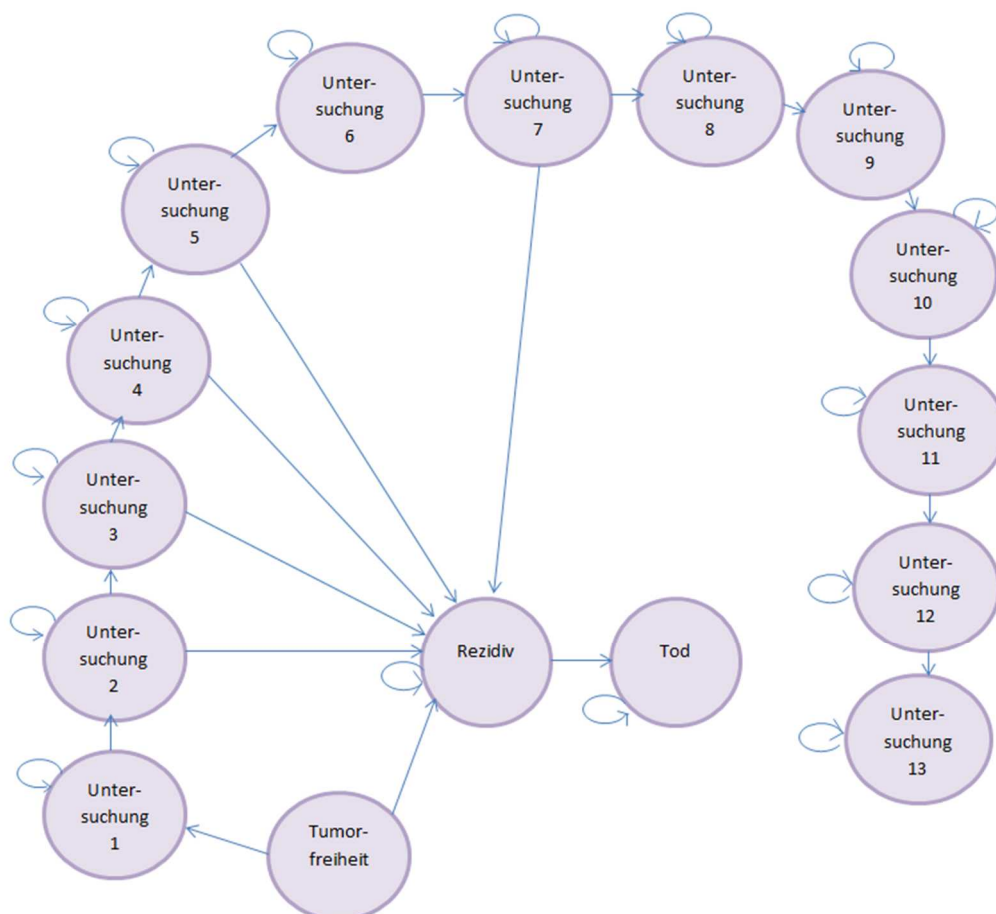 Unter-
suchung
6
Unter-
suchung
7
Unter-
suchung
8
Unter-
suchung
9
Unter-
suchung
5
Unter-
suchung
10
Unter-
suchung
4
Unter-
suchung
11
Unter-
suchung
3
Unter-
suchung
12
Unter-
suchung
2
Rezidiv
Tod
Unter-
suchung
13
Unter-
suchung
1
Tumor-
freiheit